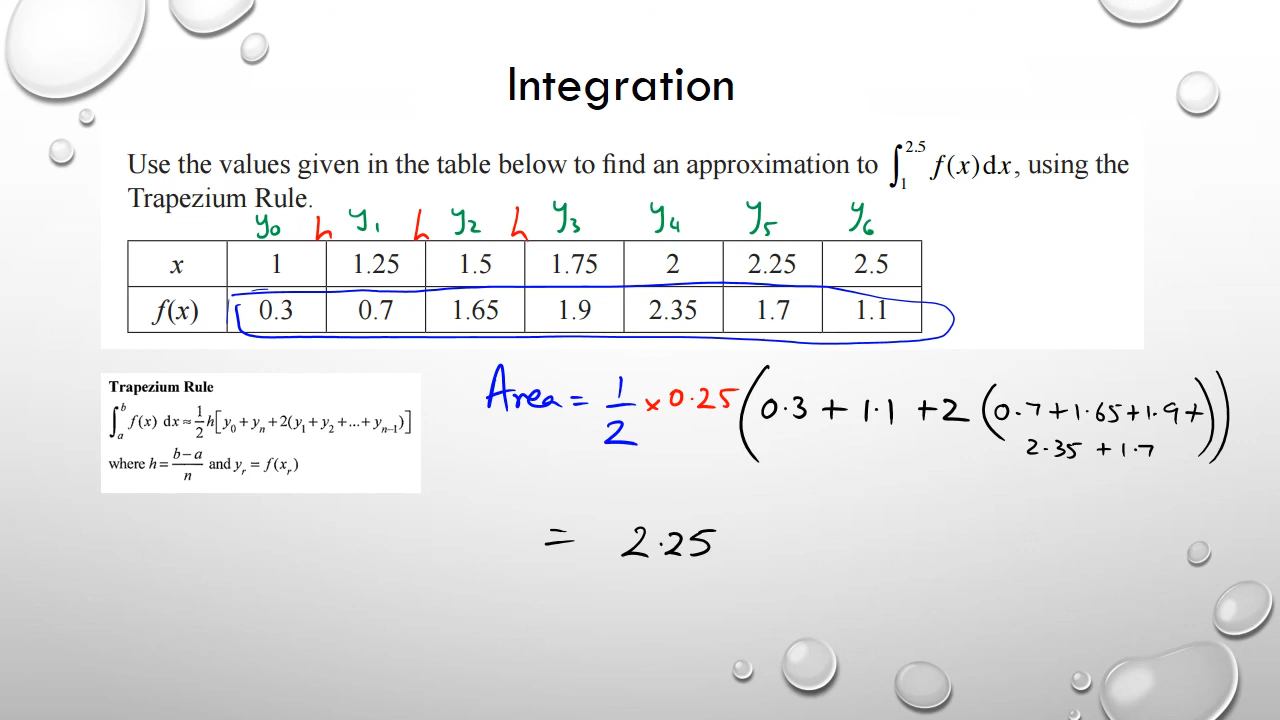 Integration
Use the values given in the table below to find an approximation to ∫₁^2.5 f(x)dx, using the
Trapezium Rule.
y₀ h y₁ h y₂ h y₃ y₄ y₅ y₆
x 1 1.25 1.5 1.75 2 2.25 2.5
f(x) 0.3 0.7 1.65 1.9 2.35 1.7 1.1
Trapezium Rule
∫ₐᵇ f(x) dx ≈ 1/2 h[y₀ + yₙ + 2(y₁ + y₂ + ... + yₙ₋₁)]
where h = (b−a)/n and yᵣ = f(xᵣ)
Area = 1/2 × 0.25 (0.3 + 1.1 + 2 (0.7 + 1.65 + 1.9 +
2.35 + 1.7))
= 2.25